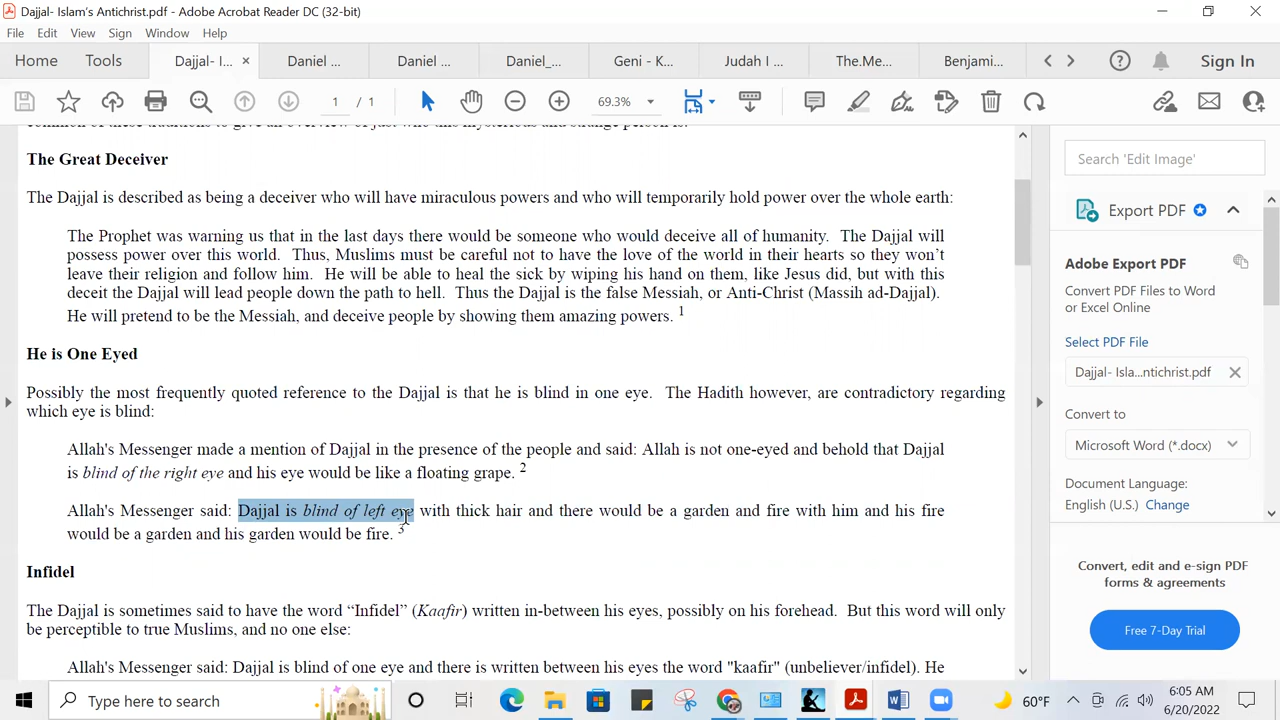 Dajjal- Islam's Antichrist.pdf - Adobe Acrobat Reader DC (32-bit)
File Edit View Sign Window Help
Home Tools Dajjal- I... × Daniel ... Daniel ... Daniel_... Geni - K... Judah I ... The.Me... Benjami... Sign In
1 / 1 69.3%
common of these traditions to give an overview of just who this mysterious and strange person is.
The Great Deceiver
The Dajjal is described as being a deceiver who will have miraculous powers and who will temporarily hold power over the whole earth:
The Prophet was warning us that in the last days there would be someone who would deceive all of humanity. The Dajjal will
possess power over this world. Thus, Muslims must be careful not to have the love of the world in their hearts so they won't
leave their religion and follow him. He will be able to heal the sick by wiping his hand on them, like Jesus did, but with this
deceit the Dajjal will lead people down the path to hell. Thus the Dajjal is the false Messiah, or Anti-Christ (Massih ad-Dajjal).
He will pretend to be the Messiah, and deceive people by showing them amazing powers. 1
He is One Eyed
Possibly the most frequently quoted reference to the Dajjal is that he is blind in one eye. The Hadith however, are contradictory regarding
which eye is blind:
Allah's Messenger made a mention of Dajjal in the presence of the people and said: Allah is not one-eyed and behold that Dajjal
is blind of the right eye and his eye would be like a floating grape. 2
Allah's Messenger said: Dajjal is blind of left eye with thick hair and there would be a garden and fire with him and his fire
would be a garden and his garden would be fire. 3
Infidel
The Dajjal is sometimes said to have the word “Infidel” (Kaafir) written in-between his eyes, possibly on his forehead. But this word will only
be perceptible to true Muslims, and no one else:
Allah's Messenger said: Dajjal is blind of one eye and there is written between his eyes the word "kaafir" (unbeliever/infidel). He
Search 'Edit Image'
Export PDF
Adobe Export PDF
Convert PDF Files to Word
or Excel Online
Select PDF File
Dajjal- Isla...ntichrist.pdf
Convert to
Microsoft Word (*.docx)
Document Language:
English (U.S.) Change
Convert, edit and e-sign PDF
forms & agreements
Free 7-Day Trial
Type here to search
60°F
6:05 AM
6/20/2022